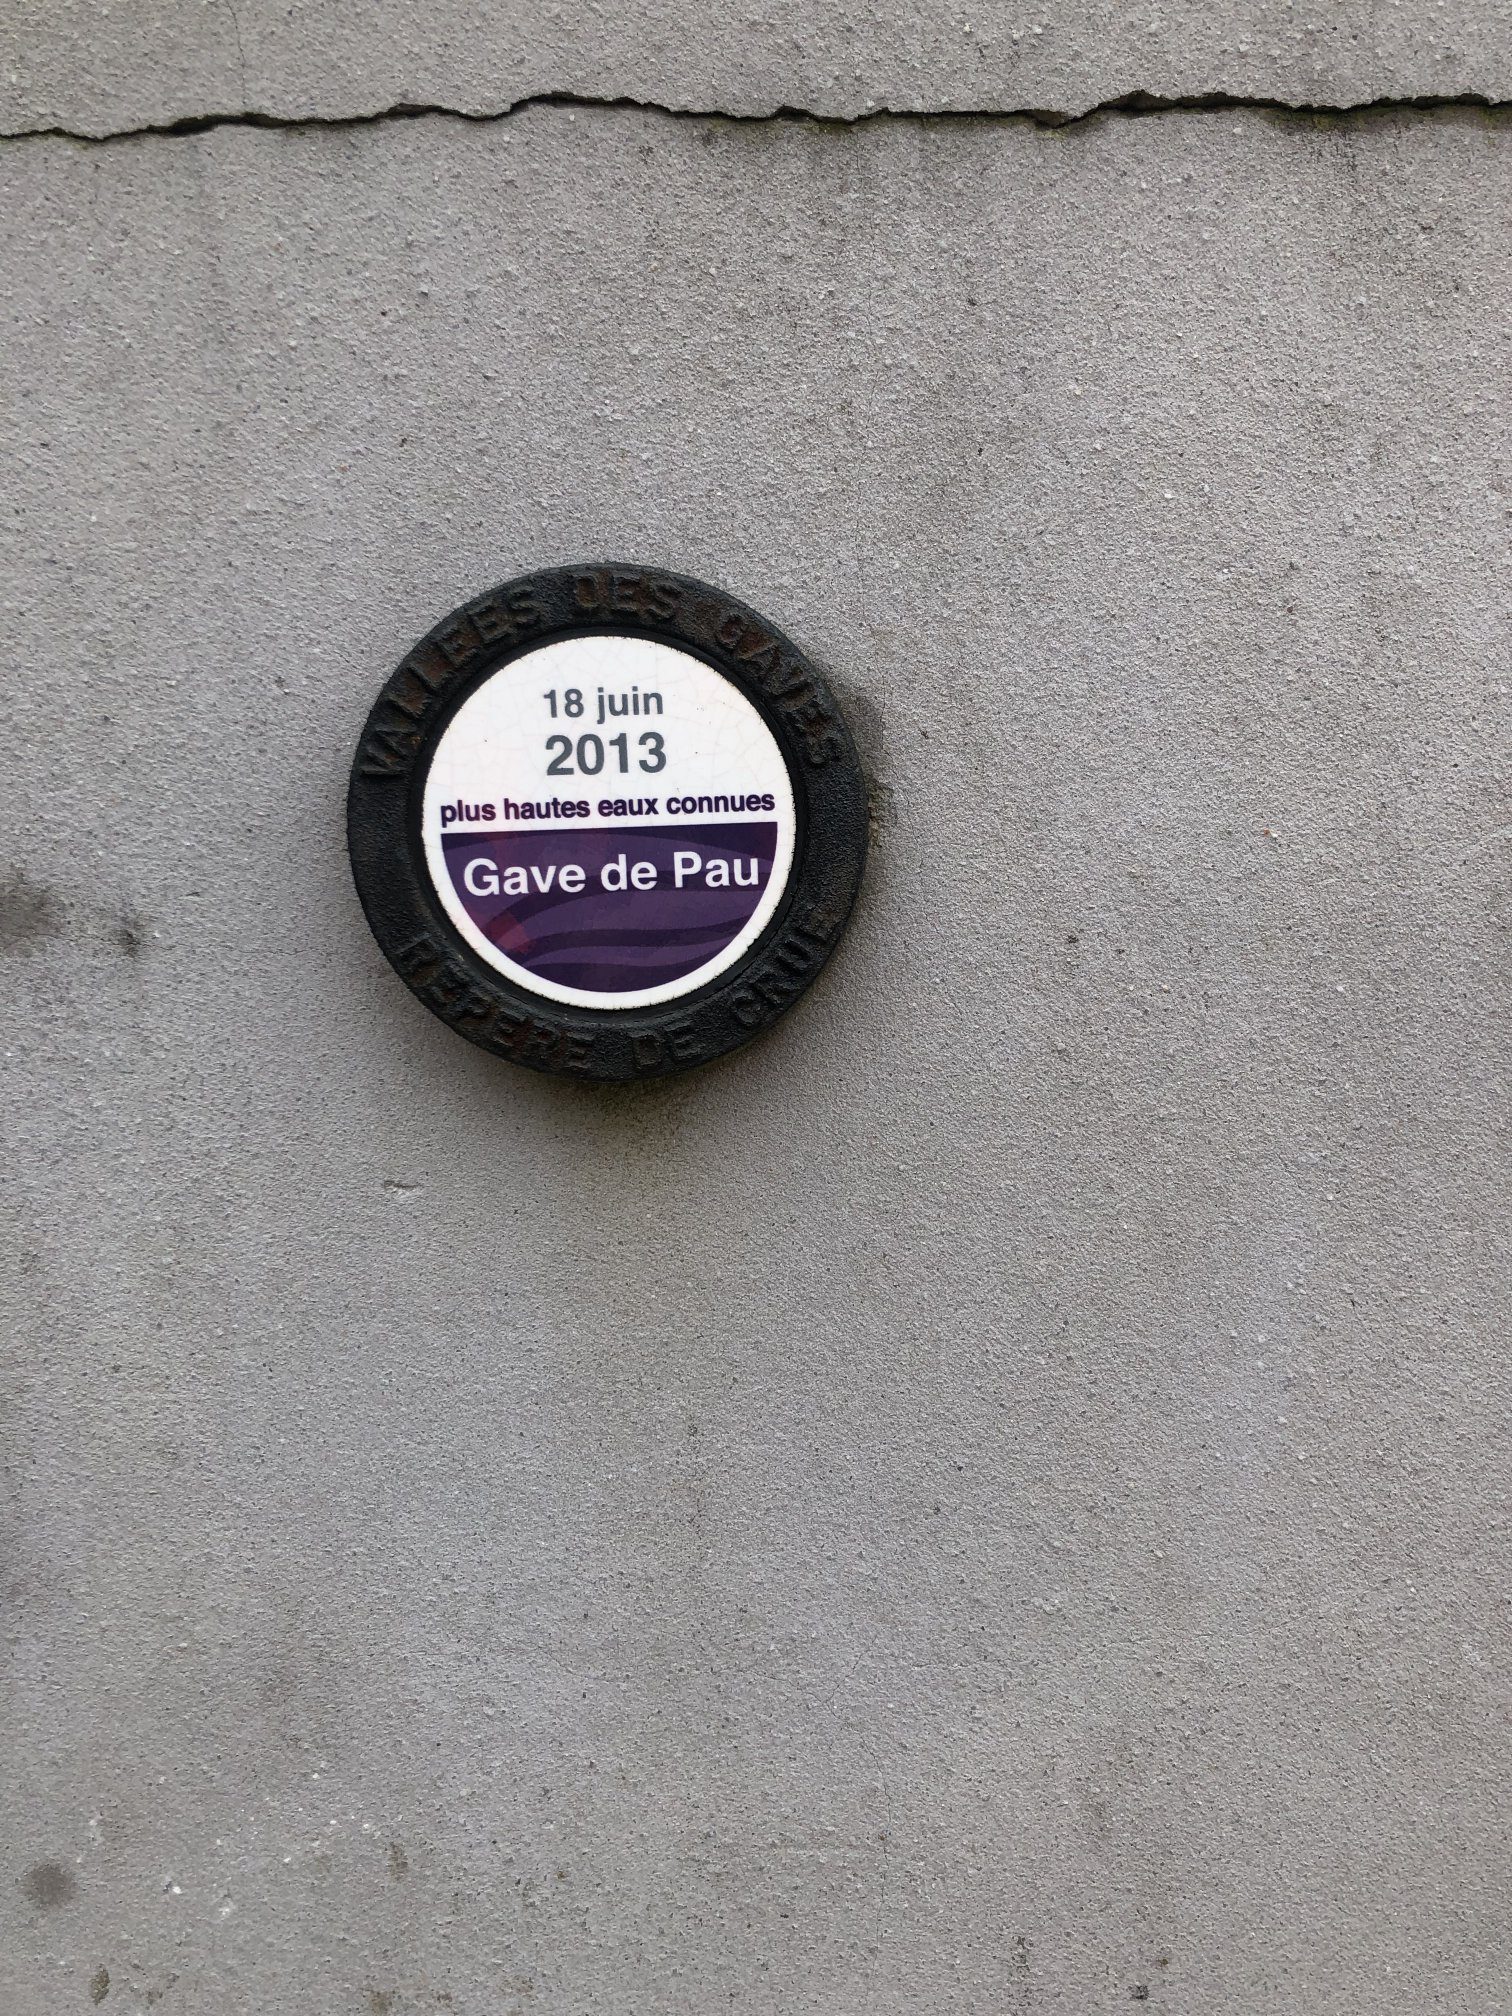 VALLEES DES GAVES
18 juin
2013
plus hautes eaux connues
Gave de Pau
REPERE DE CRUE